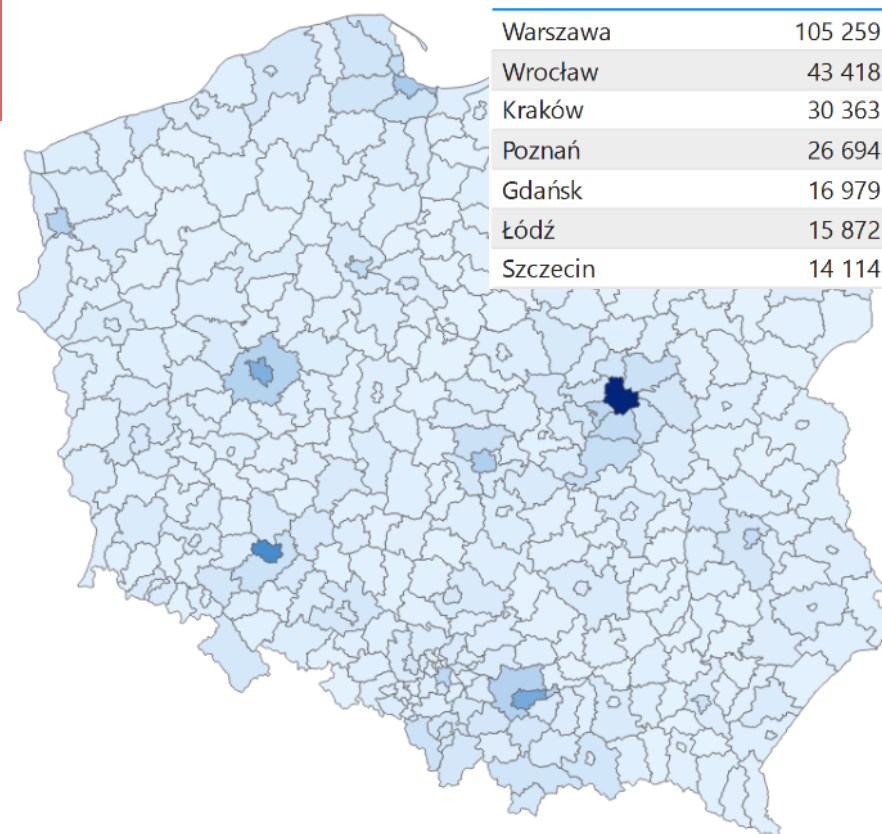 Warszawa 105 259
Wrocław 43 418
Kraków 30 363
Poznań 26 694
Gdańsk 16 979
Łódź 15 872
Szczecin 14 114